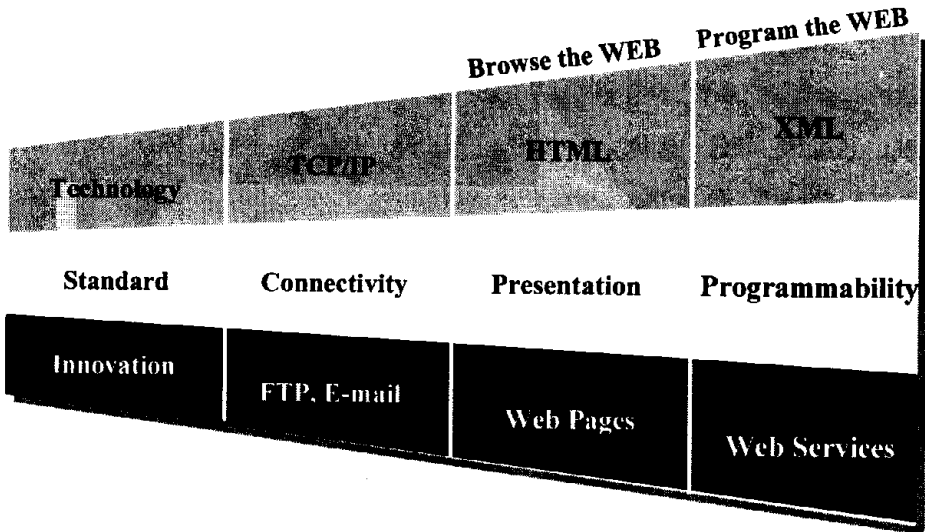 Browse the WEB Program the WEB
Technology TCP/IP HTML XML
Standard Connectivity Presentation Programmability
Innovation FTP, E-mail Web Pages Web Services